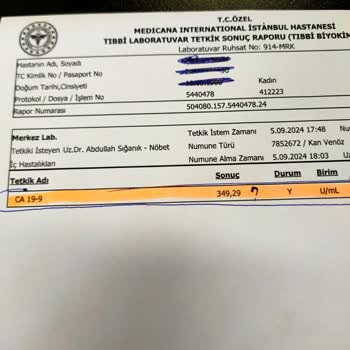 T.C.ÖZEL
MEDICANA INTERNATIONAL İSTANBUL HASTANESİ
TIBBİ LABORATUVAR TETKİK SONUÇ RAPORU (TIBBİ BİYOKİM
Laboratuvar Ruhsat No: 914-MRK
Hastanın Adı, Soyadı
TC Kimlik No / Pasaport No
Doğum Tarihi,Cinsiyeti Kadın
Protokol / Dosya / İşlem No 5440478 412223
Rapor Numarası 504080.157.5440478.24
Merkez Lab. Tetkik İstem Zamanı 5.09.2024 17:48
Tetkiki İsteyen Uz.Dr. Abdullah Sığanık - Nöbet Numune Türü 7852672 / Kan Venöz
İç Hastalıkları Numune Alma Zamanı 5.09.2024 18:03
Tetkik Adı Sonuç Durum Birim
CA 19-9 349,29 ? Y U/mL